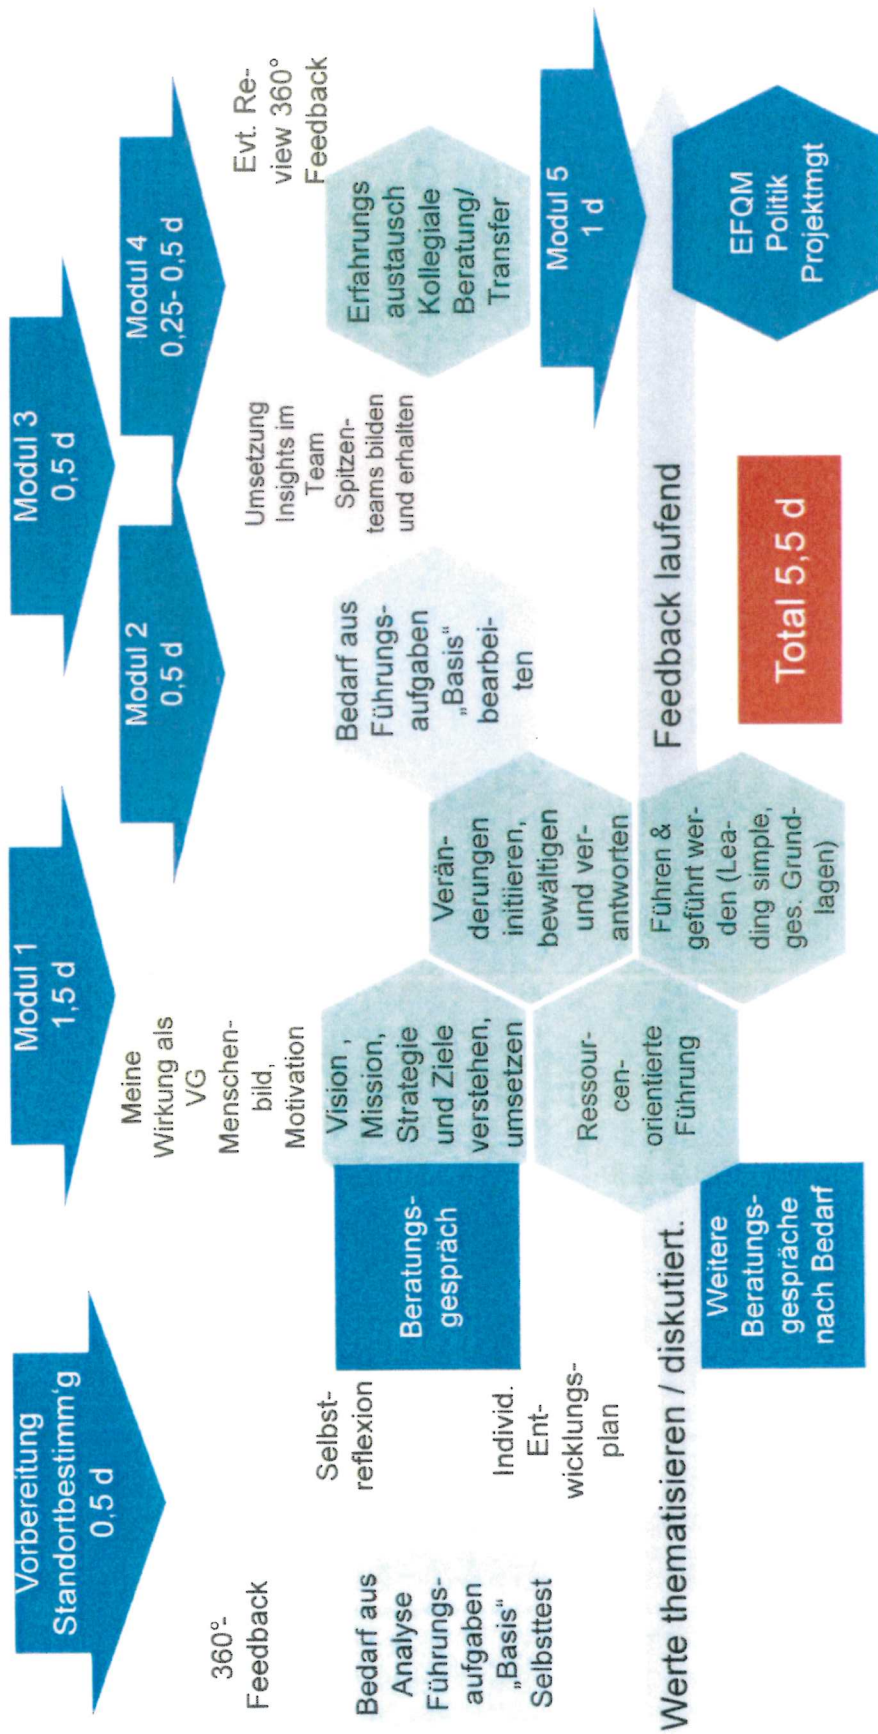 Vorbereitung
Standortbestimm'g
0,5 d
Modul 1
1,5 d
Modul 3
0,5 d
Modul 2
0,5 d
Modul 4
0,25- 0,5 d
360°-
Feedback
Meine
Wirkung als
VG
Menschen-
bild,
Motivation
Umsetzung
Insights im
Team
Spitzen-
teams bilden
und erhalten
Evt. Re-
view 360°
Feedback
Bedarf aus
Analyse
Führungs-
aufgaben
„Basis“
Selbsttest
Selbst-
reflexion
Individ.
Ent-
wicklungs-
plan
Beratungs-
gespräch
Vision ,
Mission,
Strategie
und Ziele
verstehen,
umsetzen
Verän-
derungen
initiieren,
bewältigen
und ver-
antworten
Bedarf aus
Führungs-
aufgaben
„Basis“
bearbei-
ten
Erfahrungs
austausch
Kollegiale
Beratung/
Transfer
Ressour-
cen-
orientierte
Führung
Führen &
geführt wer-
den (Lea-
ding simple,
ges. Grund-
lagen)
Modul 5
1 d
Werte thematisieren / diskutiert.
Feedback laufend
Weitere
Beratungs-
gespräche
nach Bedarf
Total 5,5 d
EFQM
Politik
Projektmgt